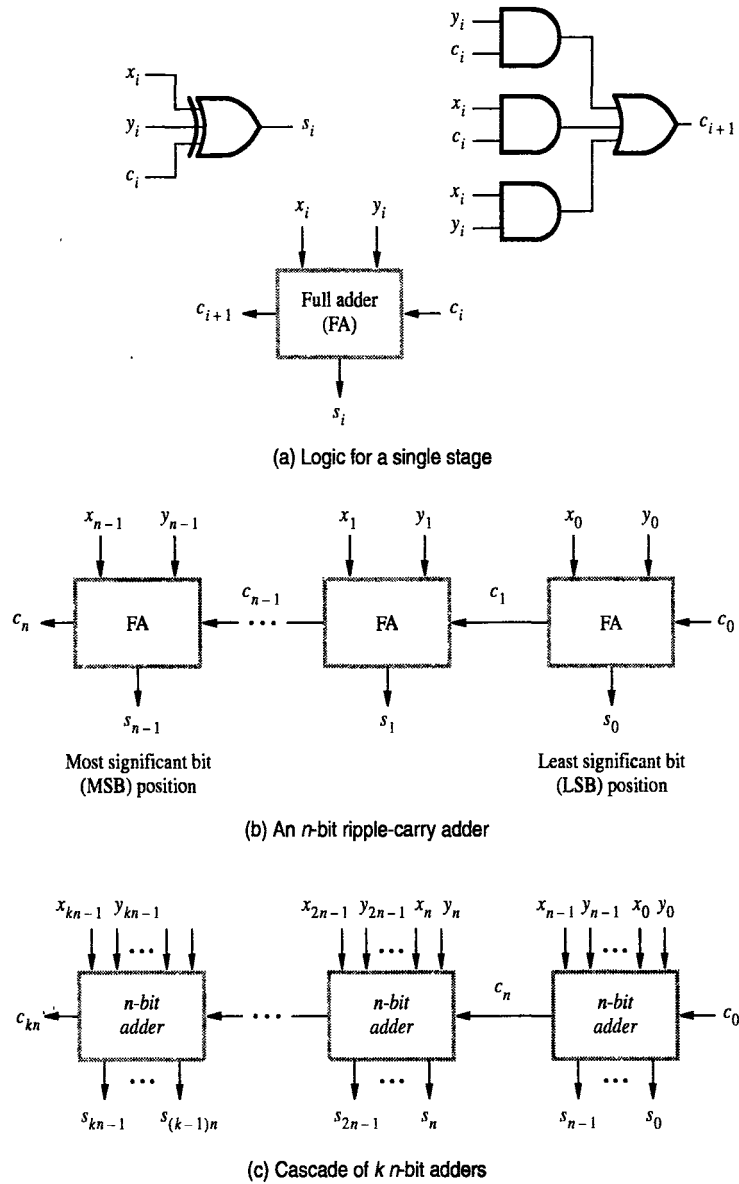 x_i
y_i
c_i
s_i
y_i
c_i
x_i
c_i
x_i
y_i
c_{i+1}
x_i y_i
c_{i+1} Full adder (FA) c_i
s_i
(a) Logic for a single stage
x_{n-1} y_{n-1} x_1 y_1 x_0 y_0
c_n FA c_{n-1} ... FA c_1 FA c_0
s_{n-1} s_1 s_0
Most significant bit
(MSB) position
Least significant bit
(LSB) position
(b) An n-bit ripple-carry adder
x_{kn-1} y_{kn-1} x_{2n-1} y_{2n-1} x_n y_n x_{n-1} y_{n-1} x_0 y_0
... ... ...
c_{kn} n-bit adder ... n-bit adder c_n n-bit adder c_0
... ... ...
s_{kn-1} s_{(k-1)n} s_{2n-1} s_n s_{n-1} s_0
(c) Cascade of k n-bit adders